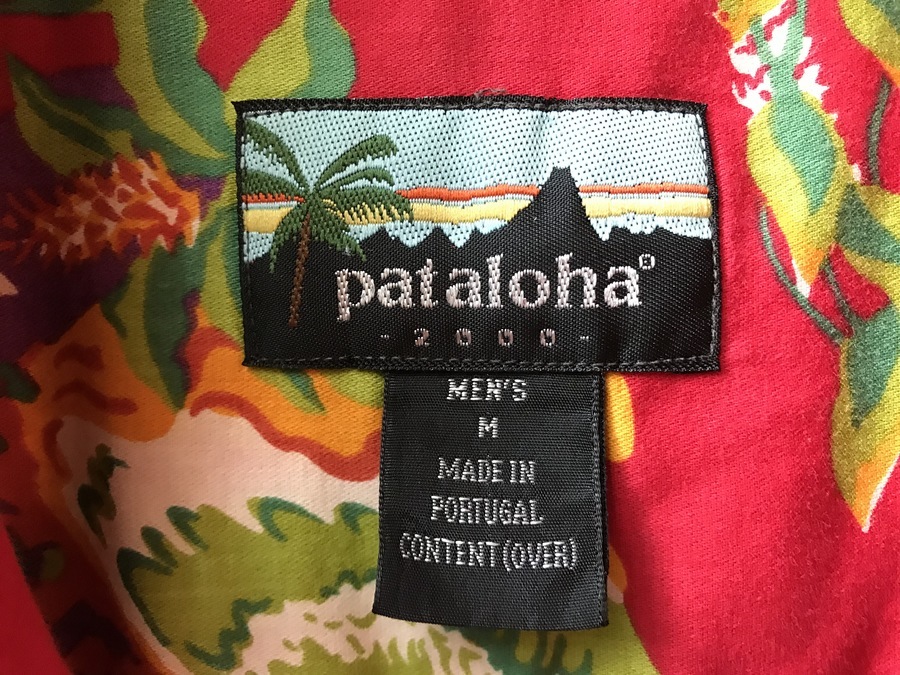 pataloha®
- 2000 -
MEN'S
M
MADE IN
PORTUGAL
CONTENT (OVER)